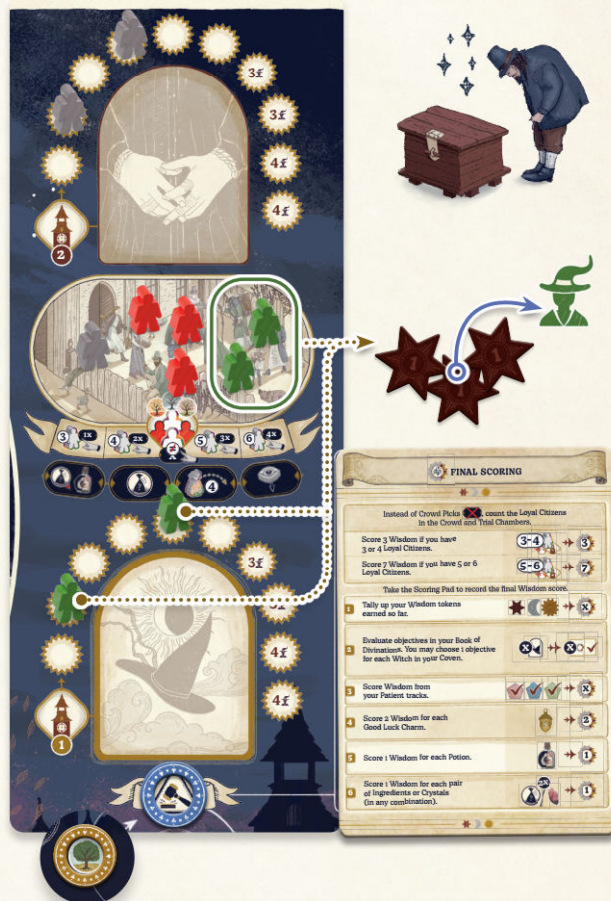 3£
3£
4£
4£
2
3 1x
4 2x
5 3x
6 4x
4
3£
4£
4£
1
1
1
1
FINAL SCORING
Instead of Crowd Picks , count the Loyal Citizens
in the Crowd and Trial Chambers.
Score 3 Wisdom if you have
3 or 4 Loyal Citizens.
3-4
3
Score 7 Wisdom if you have 5 or 6
Loyal Citizens.
5-6
7
Take the Scoring Pad to record the final Wisdom score.
1 Tally up your Wisdom tokens
earned so far.
X
2 Evaluate objectives in your Book of
Divinations. You may choose 1 objective
for each Witch in your Coven.
X
X
3 Score Wisdom from
your Patient tracks.
X
4 Score 2 Wisdom for each
Good Luck Charm.
2
5 Score 1 Wisdom for each Potion.
1
6 Score 1 Wisdom for each pair
of Ingredients or Crystals
(in any combination).
2x
1